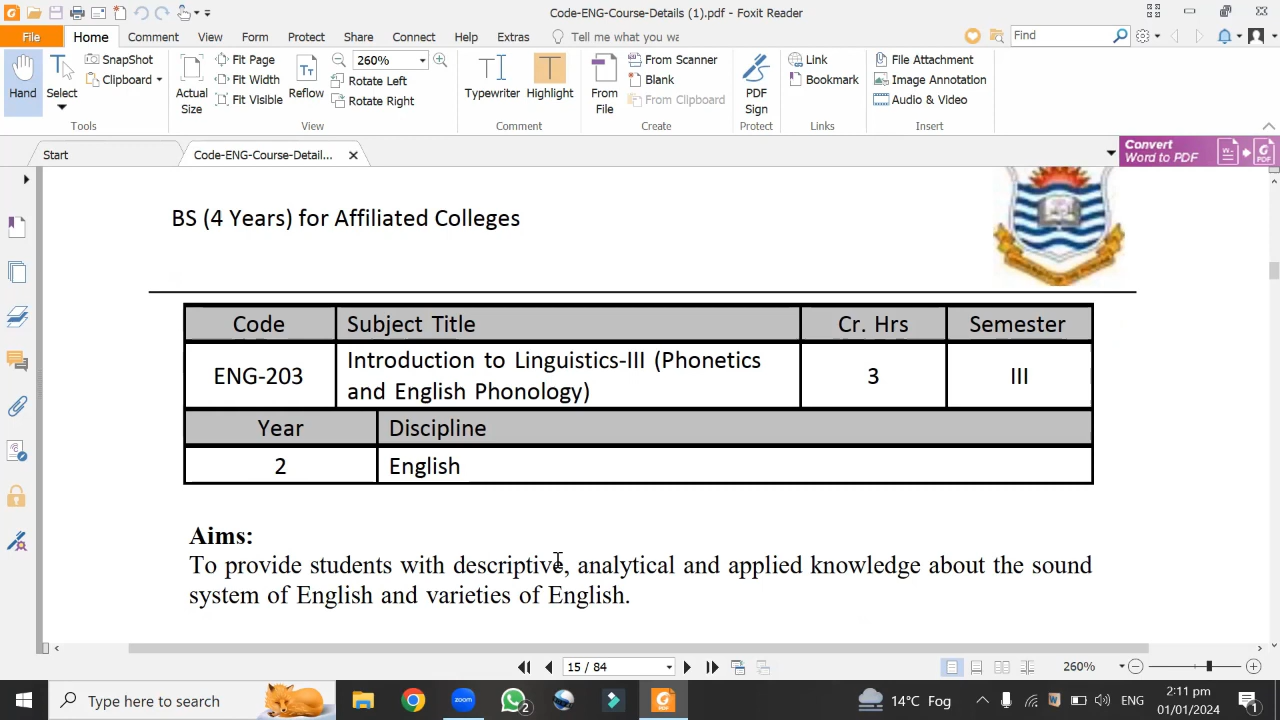 Code-ENG-Course-Details (1).pdf - Foxit Reader
File Home Comment View Form Protect Share Connect Help Extras Tell me what you wa Find
Hand
Select
SnapShot
Clipboard
Tools
Actual Size
Fit Page
Fit Width
Fit Visible
Reflow
260%
Rotate Left
Rotate Right
View
Typewriter
Highlight
Comment
From File
From Scanner
Blank
From Clipboard
Create
PDF Sign
Protect
Link
Bookmark
Links
File Attachment
Image Annotation
Audio & Video
Insert
Start
Code-ENG-Course-Detail...
Convert
Word to PDF
BS (4 Years) for Affiliated Colleges
Code Subject Title Cr. Hrs Semester
ENG-203 Introduction to Linguistics-III (Phonetics
and English Phonology) 3 III
Year Discipline
2 English
Aims:
To provide students with descriptive, analytical and applied knowledge about the sound
system of English and varieties of English.
15 / 84
260%
Type here to search
zoom
2
14°C Fog
ENG
2:11 pm
01/01/2024
1